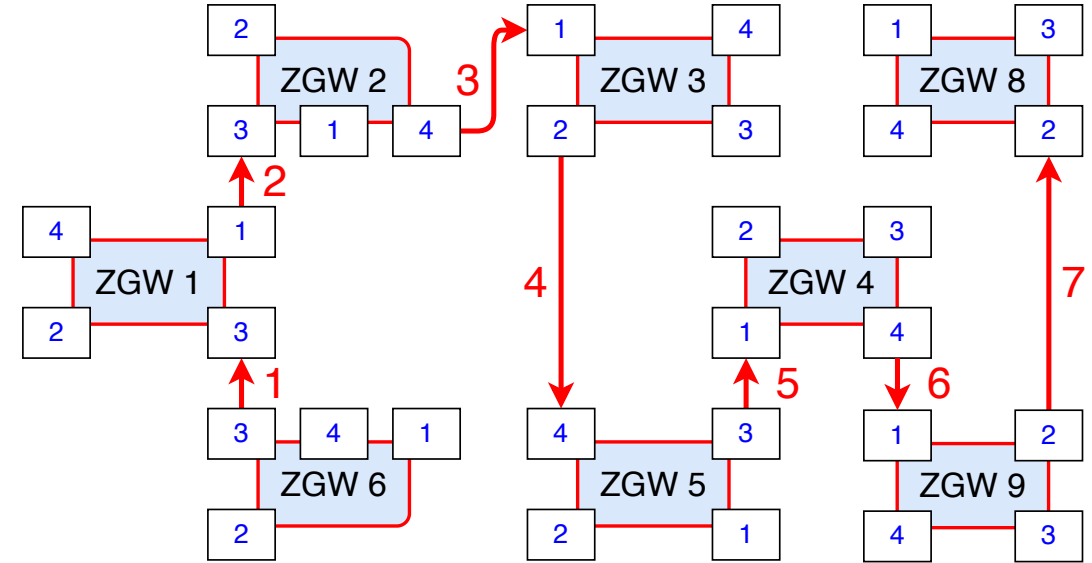 2 1 4 1 3
ZGW 2 3 ZGW 3 ZGW 8
3 1 4 2 3 4 2
2
4 1 2 3
ZGW 1 4 ZGW 4 7
2 3 1 4
1 5 6
3 4 1 4 3 1 2
ZGW 6 ZGW 5 ZGW 9
2 2 1 4 3